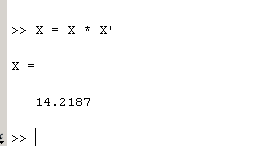 >> X = X * X'
X =
14.2187
>>